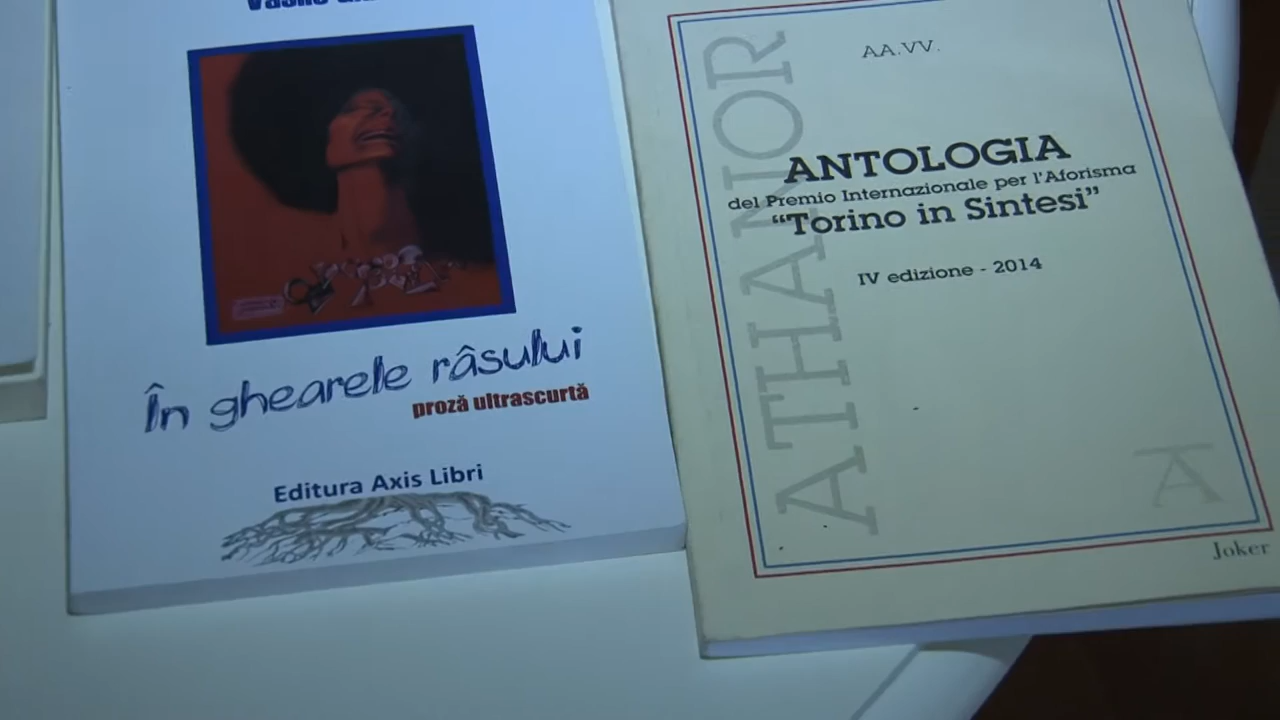 Vasile
În ghearele râsului
proză ultrascurtă
Editura Axis Libri
AA.VV.
ATHANOR
ANTOLOGIA
del Premio Internazionale per l'Aforisma
“Torino in Sintesi”
IV edizione - 2014
A
Joker